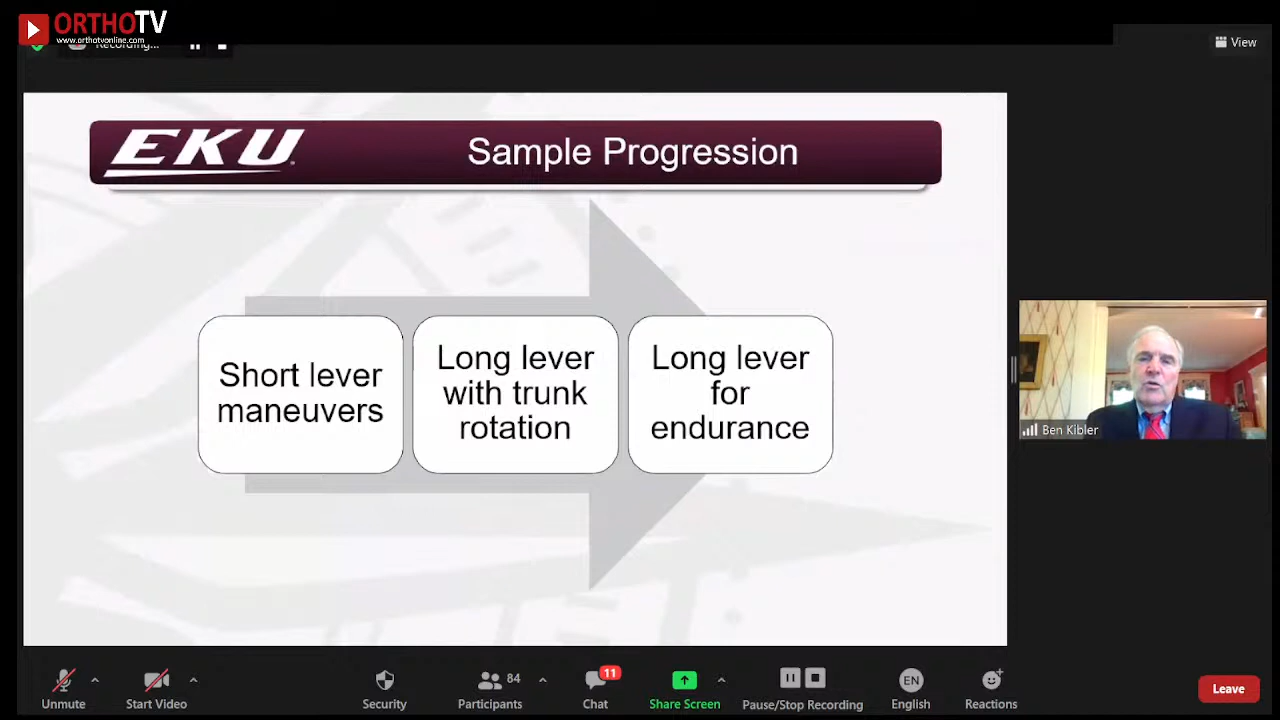 ORTHOTV
www.orthotvonline.com
Recording...
View
EKU
Sample Progression
Short lever
maneuvers
Long lever
with trunk
rotation
Long lever
for
endurance
Ben Kibler
Unmute
Start Video
Security
84
Participants
11
Chat
Share Screen
Pause/Stop Recording
EN
English
Reactions
Leave